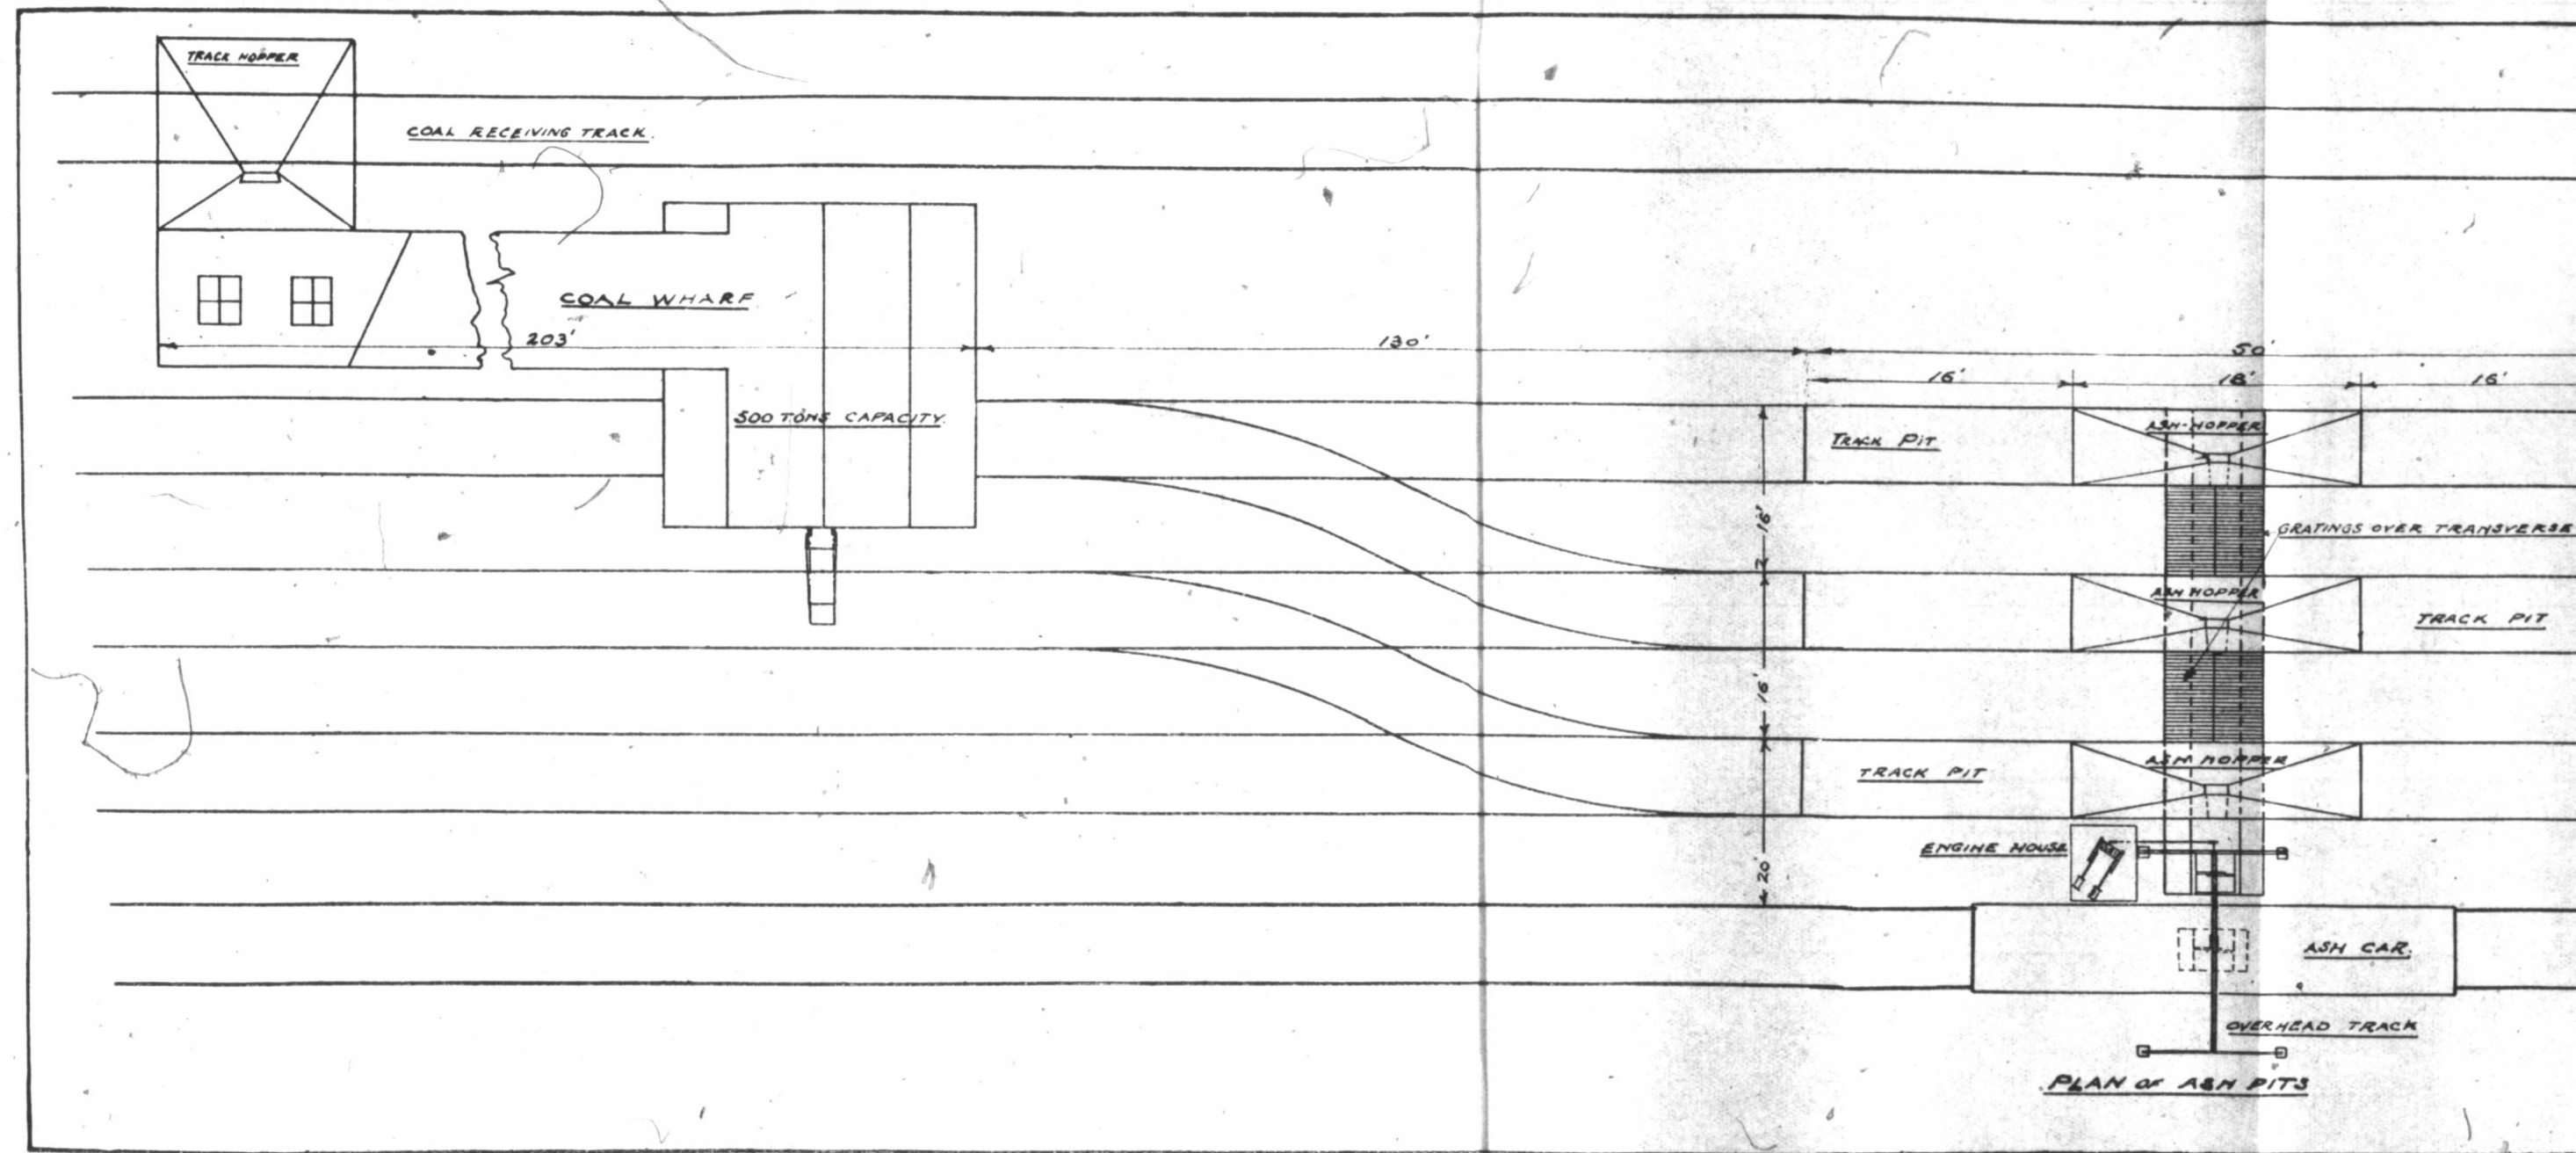 TRACK HOPPER
COAL RECEIVING TRACK.
COAL WHARF
203'
130'
50'
16'
18'
16'
500 TONS CAPACITY.
TRACK PIT
ASH-HOPPER
16'
GRATINGS OVER TRANSVERSE
ASH HOPPER
TRACK PIT
16'
ASH HOPPER
TRACK PIT
ENGINE HOUSE
20'
ASH CAR.
OVERHEAD TRACK
PLAN OF ASH PITS